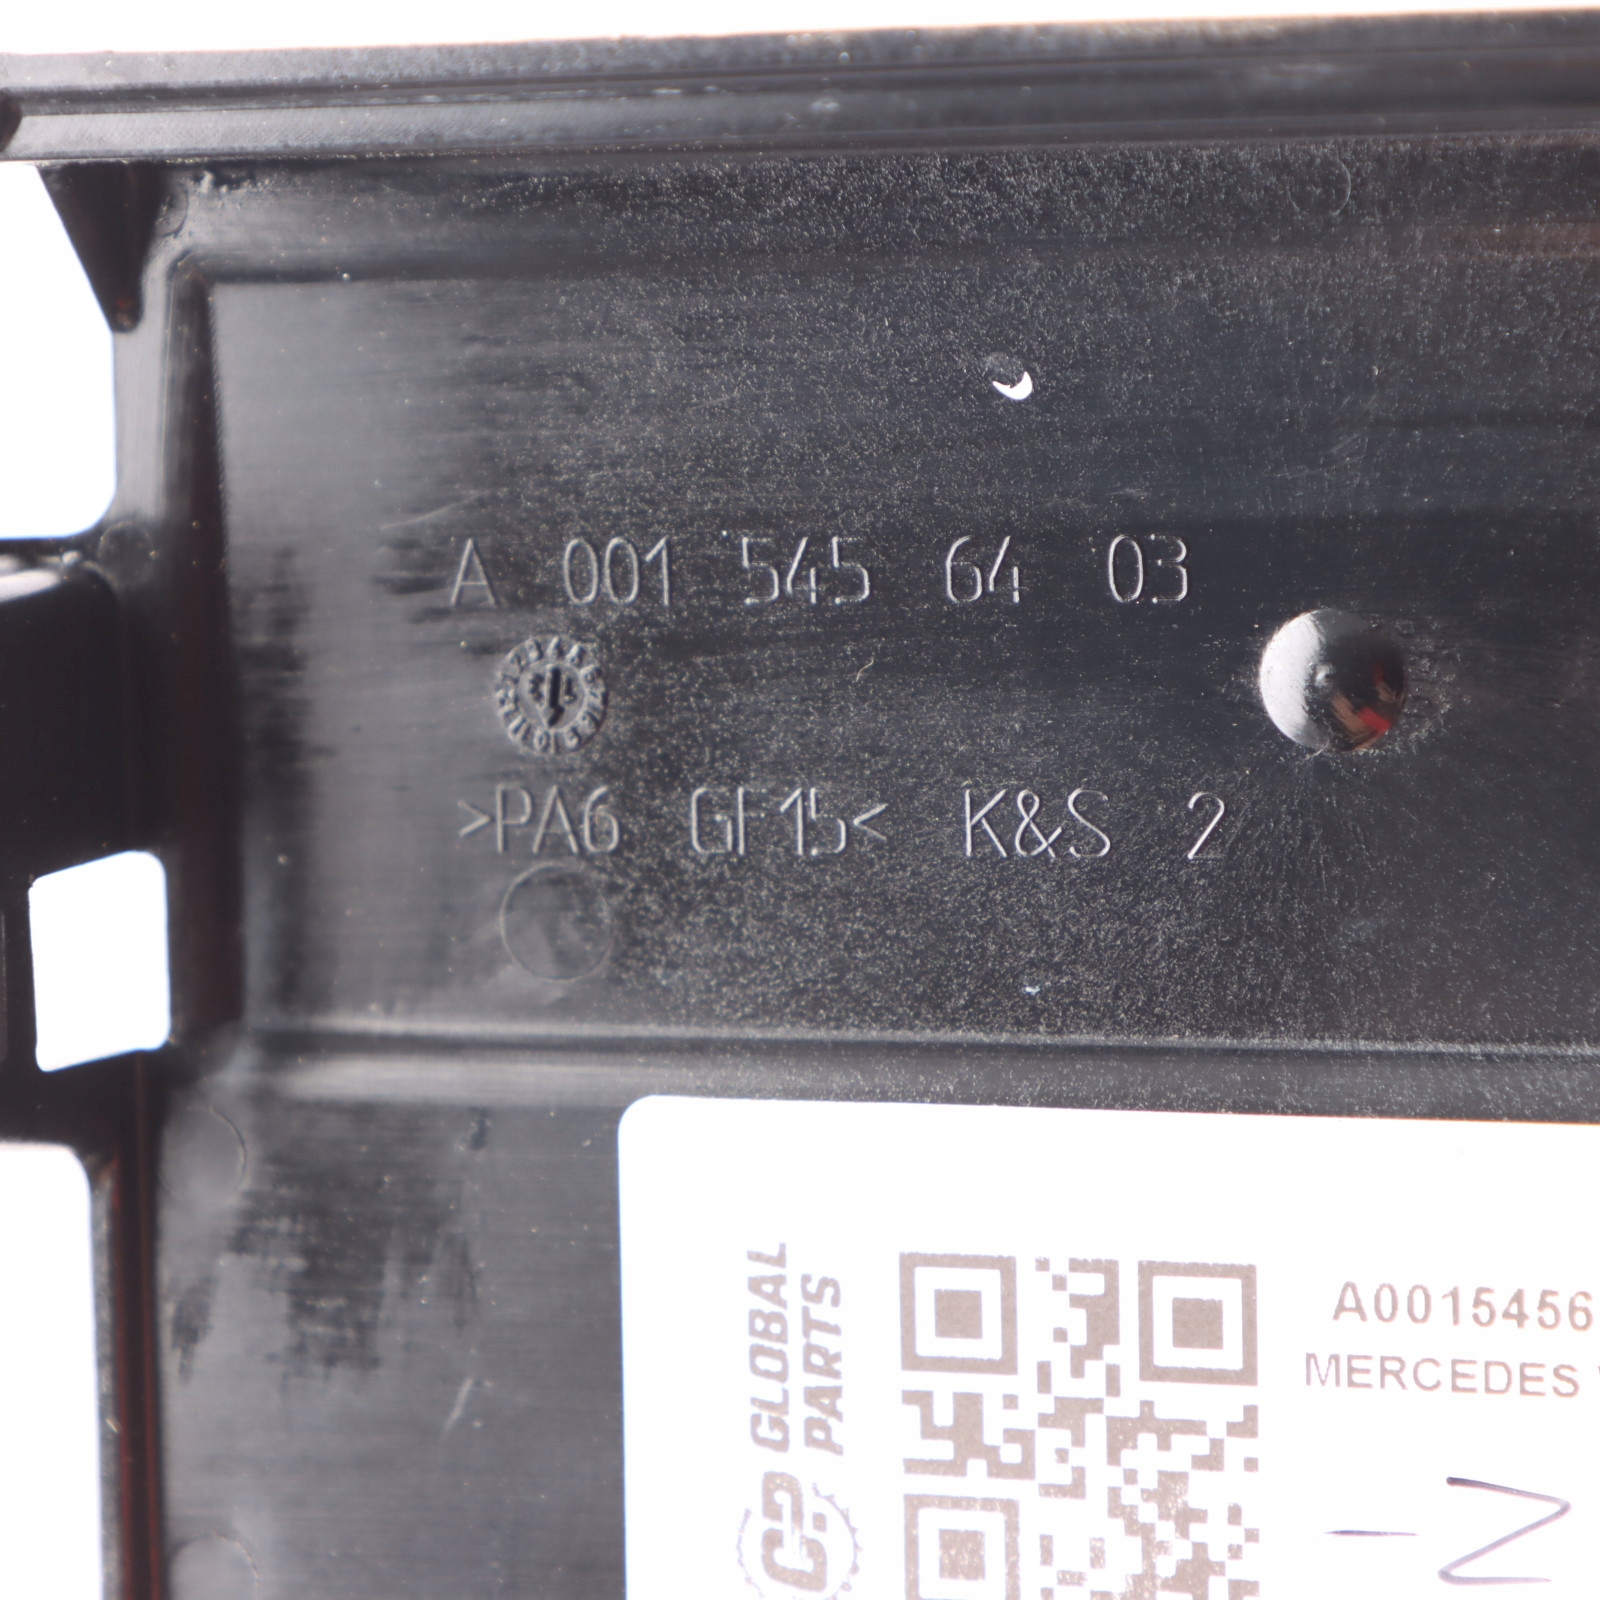 A 001 545 64 03
>PA6 GF15< K&S 2
GLOBAL
PARTS
A0015456
MERCEDES